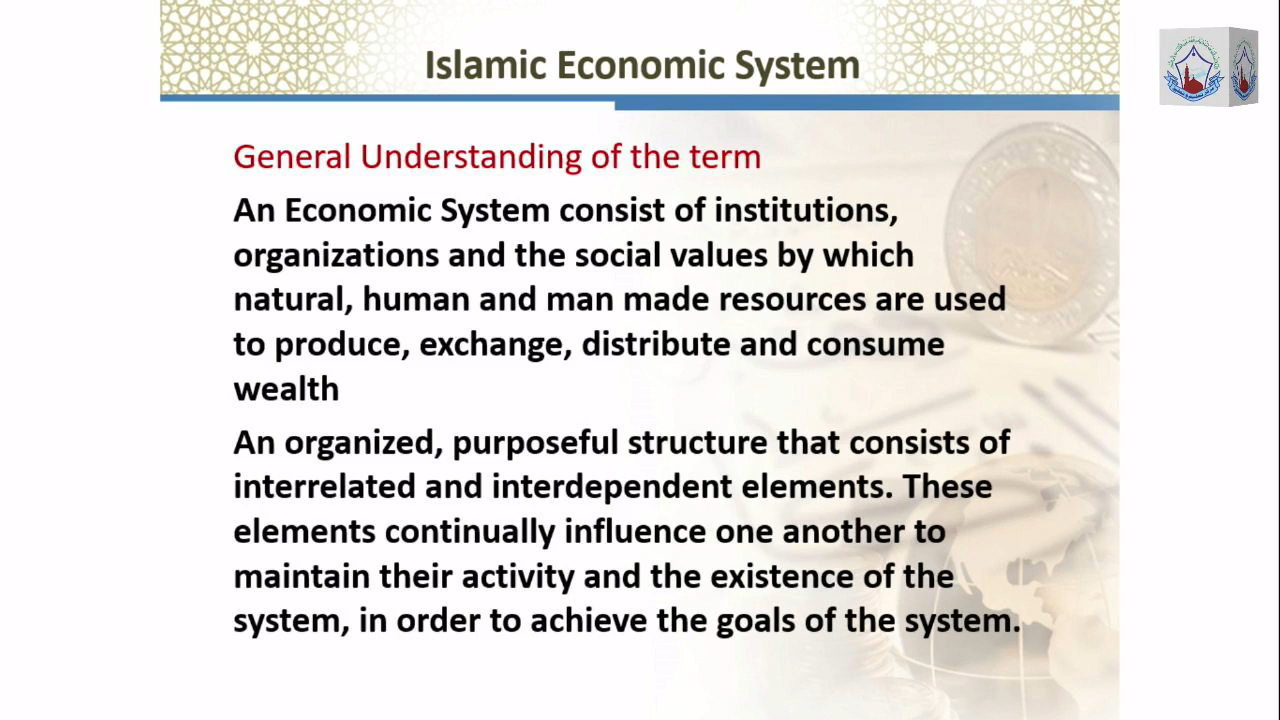 Islamic Economic System
General Understanding of the term
An Economic System consist of institutions,
organizations and the social values by which
natural, human and man made resources are used
to produce, exchange, distribute and consume
wealth
An organized, purposeful structure that consists of
interrelated and interdependent elements. These
elements continually influence one another to
maintain their activity and the existence of the
system, in order to achieve the goals of the system.